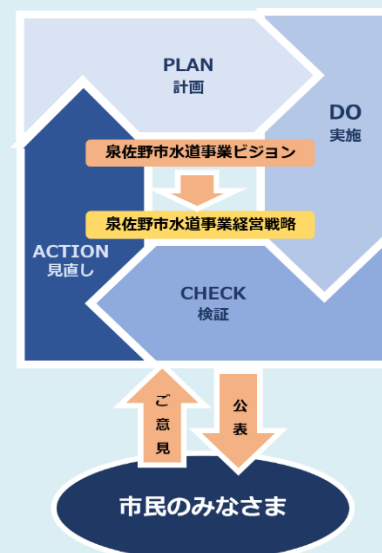 PLAN
計画
DO
実施
泉佐野市水道事業ビジョン
泉佐野市水道事業経営戦略
ACTION
見直し
CHECK
検証
ご意見
公表
市民のみなさま